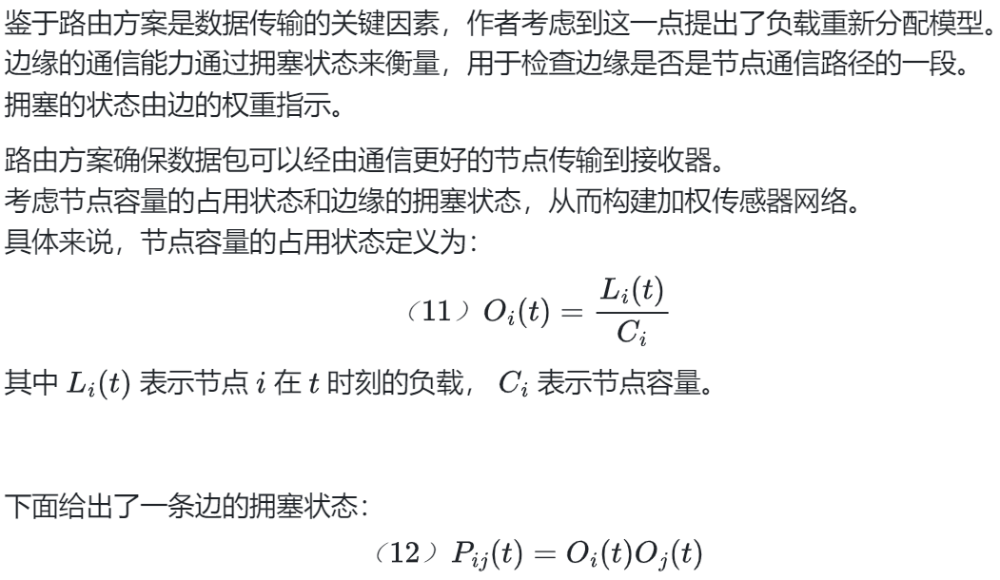 鉴于路由方案是数据传输的关键因素，作者考虑到这一点提出了负载重新分配模型。
边缘的通信能力通过拥塞状态来衡量，用于检查边缘是否是节点通信路径的一段。
拥塞的状态由边的权重指示。
路由方案确保数据包可以经由通信更好的节点传输到接收器。
考虑节点容量的占用状态和边缘的拥塞状态，从而构建加权传感器网络。
具体来说，节点容量的占用状态定义为：
（11）O_i(t) = \frac{L_i(t)}{C_i}
其中 L_i(t) 表示节点 i 在 t 时刻的负载， C_i 表示节点容量。
下面给出了一条边的拥塞状态：
（12）P_{ij}(t) = O_i(t)O_j(t)